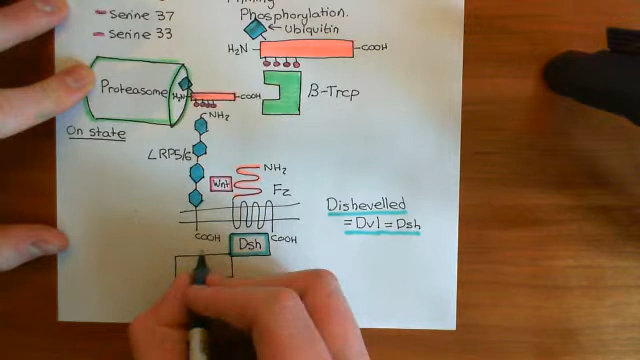 Serine 37
Serine 33
Phosphorylation.
Ubiquitin
H₂N
COOH
Proteasome
H₂N
COOH
β-Trcp
On state
NH₂
LRP5/6
NH₂
Wnt
Fz
Dishevelled
= Dvl = Dsh
COOH
Dsh
COOH